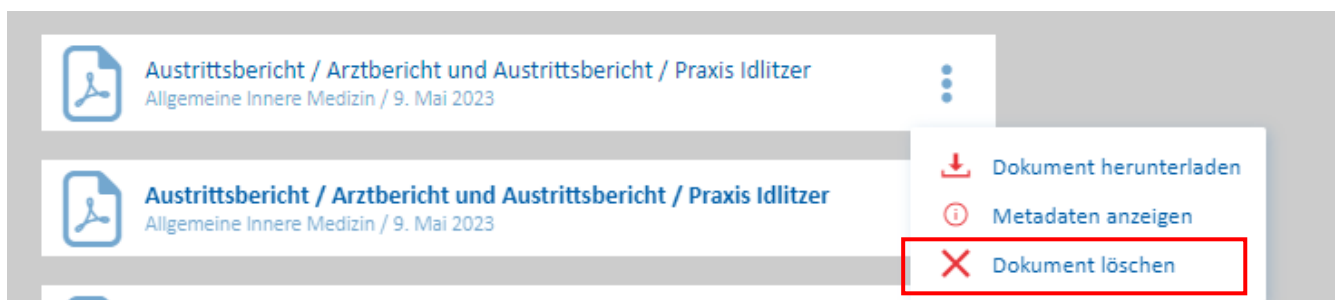 Austrittsbericht / Arztbericht und Austrittsbericht / Praxis Idlitzer
Allgemeine Innere Medizin / 9. Mai 2023
Austrittsbericht / Arztbericht und Austrittsbericht / Praxis Idlitzer
Allgemeine Innere Medizin / 9. Mai 2023
Dokument herunterladen
Metadaten anzeigen
Dokument löschen